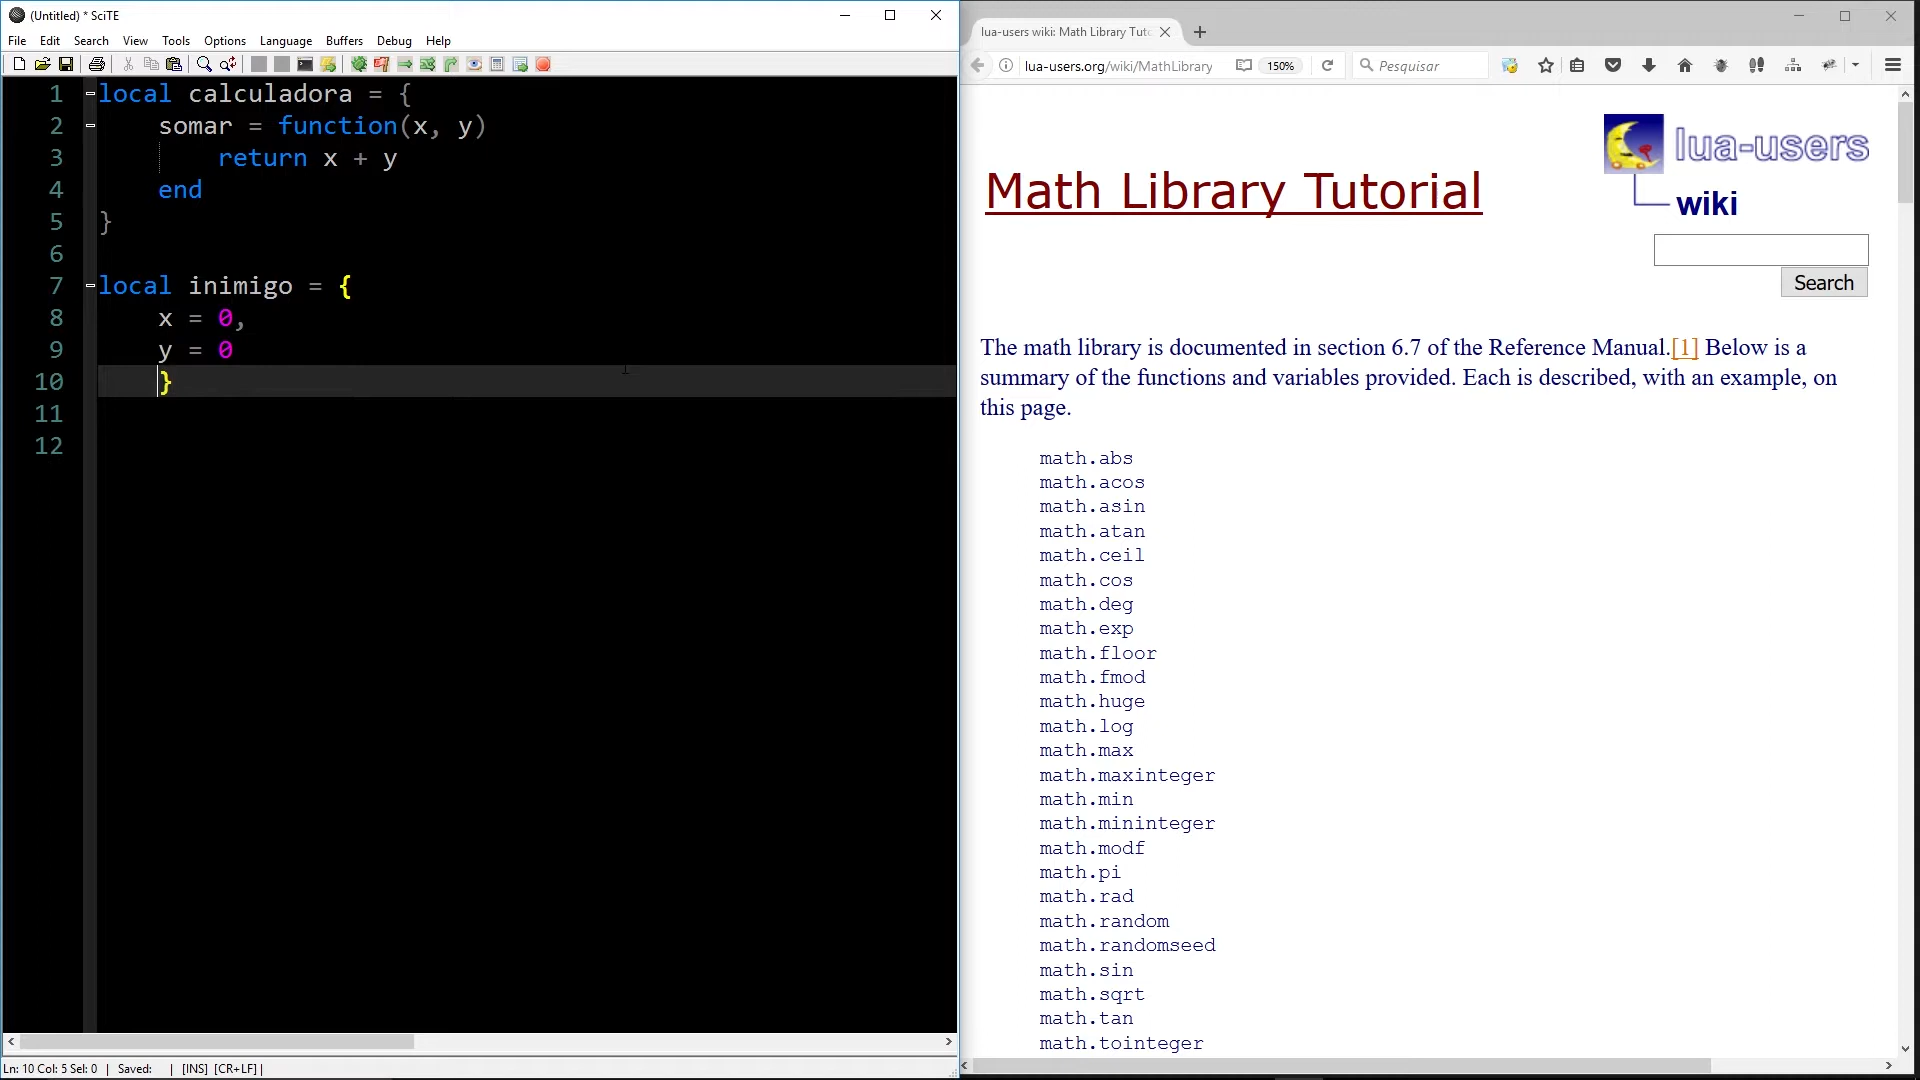 (Untitled) * SciTE
File Edit Search View Tools Options Language Buffers Debug Help
1 local calculadora = {
2 somar = function(x, y)
3 return x + y
4 end
5 }
6
7 local inimigo = {
8 x = 0,
9 y = 0
10 }
11
12
Ln: 10 Col: 5 Sel: 0 | Saved: | [INS] [CR+LF] |
lua-users wiki: Math Library Tut
lua-users.org/wiki/MathLibrary 150% Pesquisar
lua-users
wiki
Math Library Tutorial
Search
The math library is documented in section 6.7 of the Reference Manual.[1] Below is a
summary of the functions and variables provided. Each is described, with an example, on
this page.
math.abs
math.acos
math.asin
math.atan
math.ceil
math.cos
math.deg
math.exp
math.floor
math.fmod
math.huge
math.log
math.max
math.maxinteger
math.min
math.mininteger
math.modf
math.pi
math.rad
math.random
math.randomseed
math.sin
math.sqrt
math.tan
math.tointeger